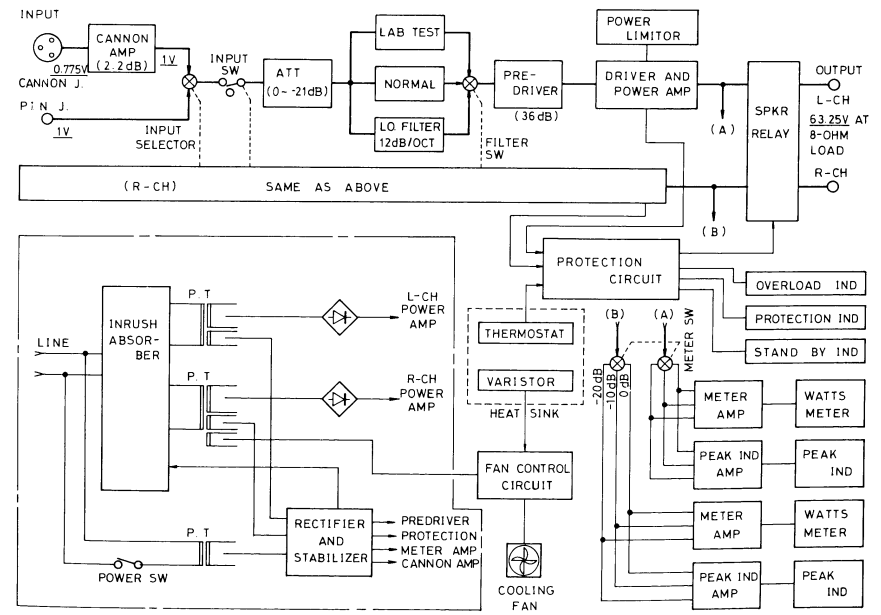 INPUT
CANNON
AMP
(2.2dB)
0.775V
CANNON J.
1V
PIN J.
1V
INPUT
SELECTOR
INPUT
SW
ATT
(0~ -21dB)
LAB TEST
NORMAL
LO. FILTER
12dB/OCT
FILTER
SW
PRE-
DRIVER
(36dB)
POWER
LIMITOR
DRIVER AND
POWER AMP
(A)
SPKR
RELAY
OUTPUT
L-CH
63.25V AT
8-OHM
LOAD
R-CH
(R-CH) SAME AS ABOVE
(B)
PROTECTION
CIRCUIT
OVERLOAD IND
PROTECTION IND
STAND BY IND
LINE
INRUSH
ABSOR-
BER
P.T
L-CH
POWER
AMP
P.T
R-CH
POWER
AMP
P.T
POWER SW
RECTIFIER
AND
STABILIZER
PREDRIVER
PROTECTION
METER AMP
CANNON AMP
THERMOSTAT
VARISTOR
HEAT SINK
FAN CONTROL
CIRCUIT
COOLING
FAN
(B)
(A)
METER SW
-20dB
-10dB
0dB
METER
AMP
WATTS
METER
PEAK IND
AMP
PEAK
IND
METER
AMP
WATTS
METER
PEAK IND
AMP
PEAK
IND